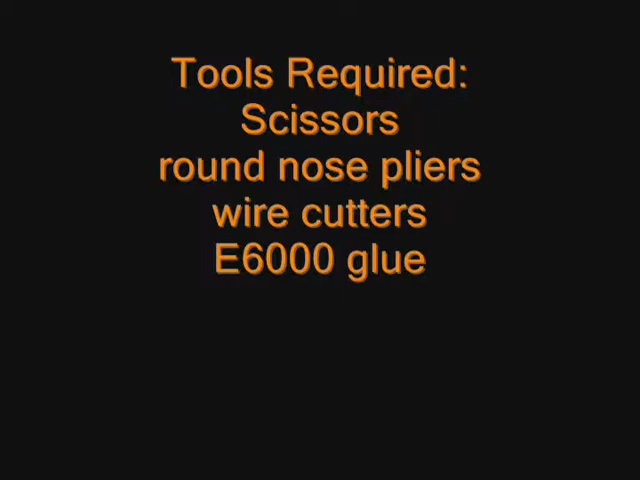 Tools Required:
Scissors
round nose pliers
wire cutters
E6000 glue